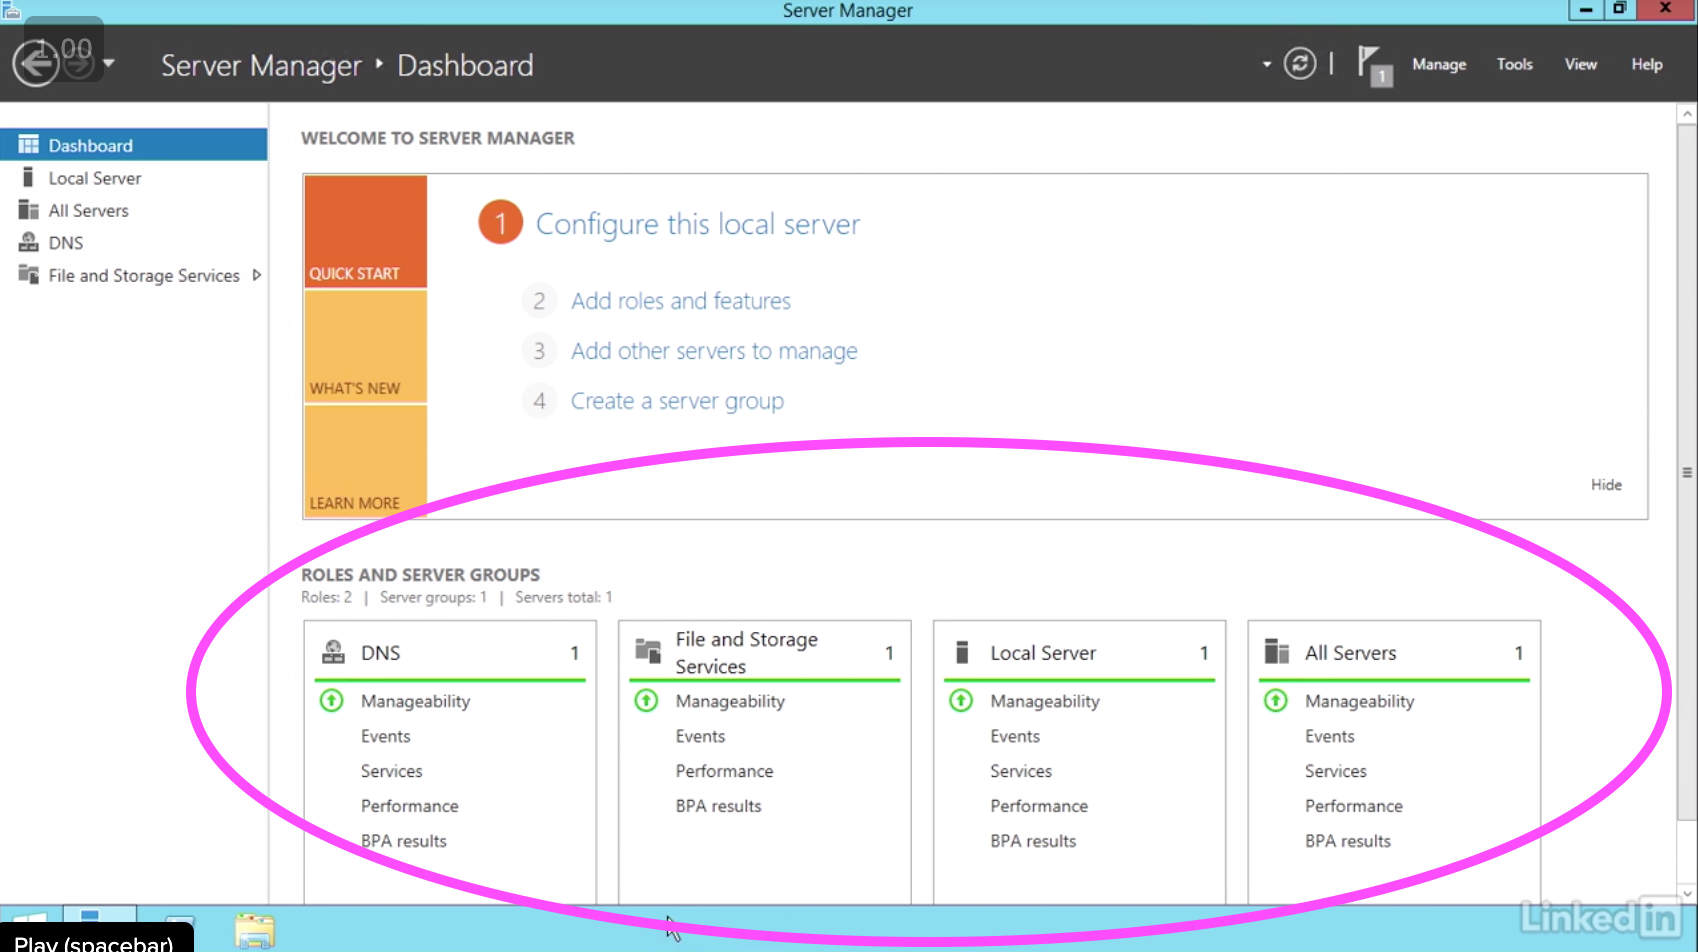 Server Manager
1.00
Server Manager ‣ Dashboard
1
Manage
Tools
View
Help
Dashboard
Local Server
All Servers
DNS
File and Storage Services
WELCOME TO SERVER MANAGER
QUICK START
WHAT'S NEW
LEARN MORE
1 Configure this local server
2 Add roles and features
3 Add other servers to manage
4 Create a server group
Hide
ROLES AND SERVER GROUPS
Roles: 2 | Server groups: 1 | Servers total: 1
DNS 1
Manageability
Events
Services
Performance
BPA results
File and Storage
Services 1
Manageability
Events
Performance
BPA results
Local Server 1
Manageability
Events
Services
Performance
BPA results
All Servers 1
Manageability
Events
Services
Performance
BPA results
Play (spacebar)
LinkedIn